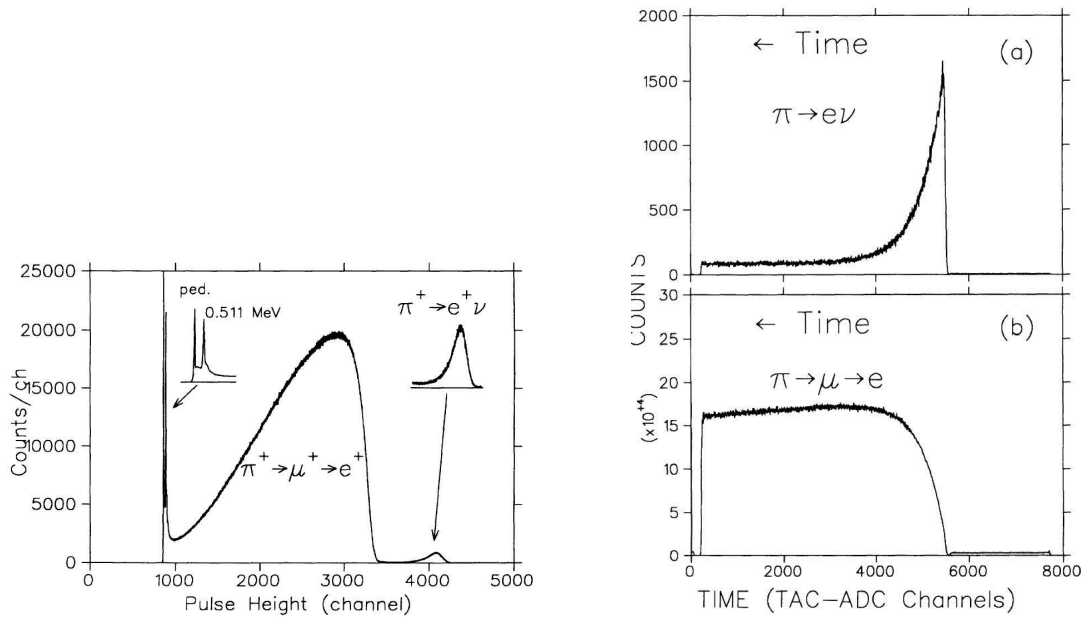 25000
20000
15000
10000
5000
0
Counts/ch
ped.
0.511 MeV
π⁺→e⁺ν
π⁺→μ⁺→e⁺
0 1000 2000 3000 4000 5000
Pulse Height (channel)
2000
1500
1000
500
0
← Time
(a)
π→eν
COUNTS
30
25
20
15
10
5
0
(×10⁺⁴)
← Time
(b)
π→μ→e
0 2000 4000 6000 8000
TIME (TAC–ADC Channels)